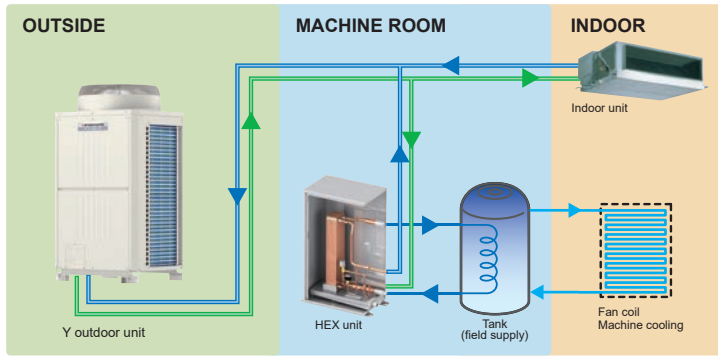 OUTSIDE
MACHINE ROOM
INDOOR
Indoor unit
Y outdoor unit
HEX unit
Tank
(field supply)
Fan coil
Machine cooling